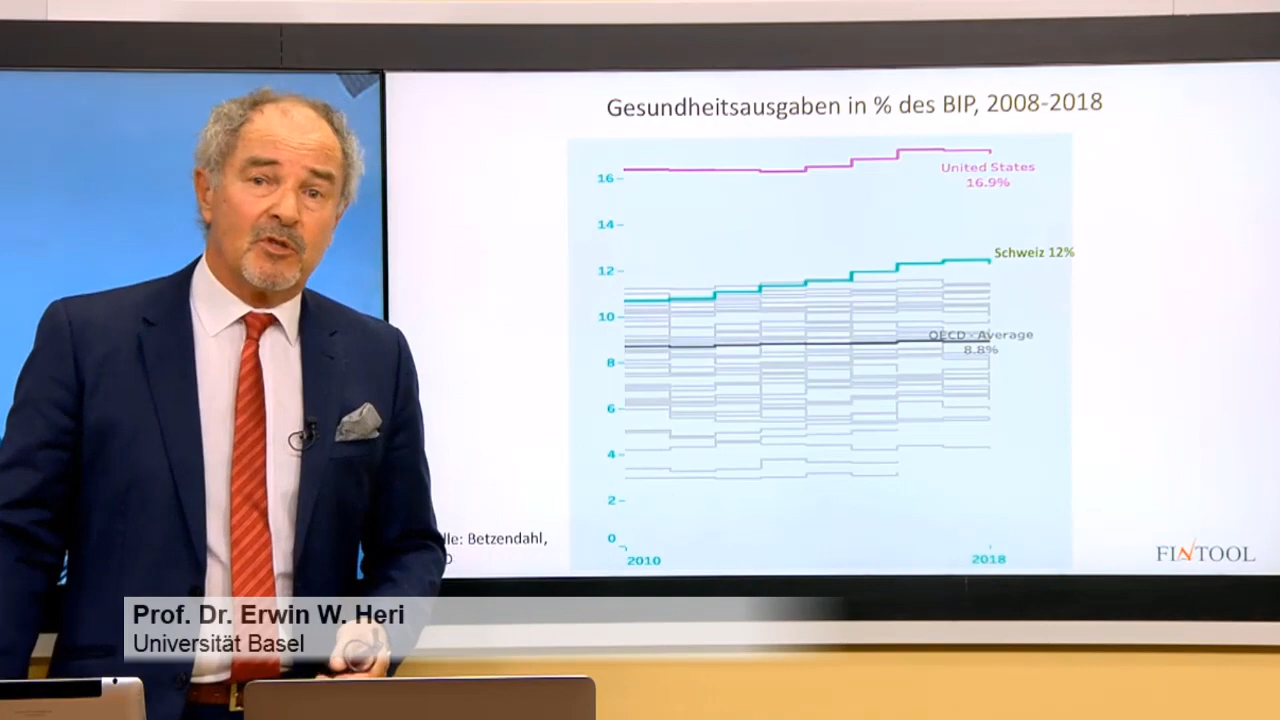 Gesundheitsausgaben in % des BIP, 2008-2018
16
United States
16.9%
14
Schweiz 12%
12
10
OECD - Average
8.8%
8
6
4
2
0
2010
2018
lle: Betzendahl,
FINTOOL
Prof. Dr. Erwin W. Heri
Universität Basel